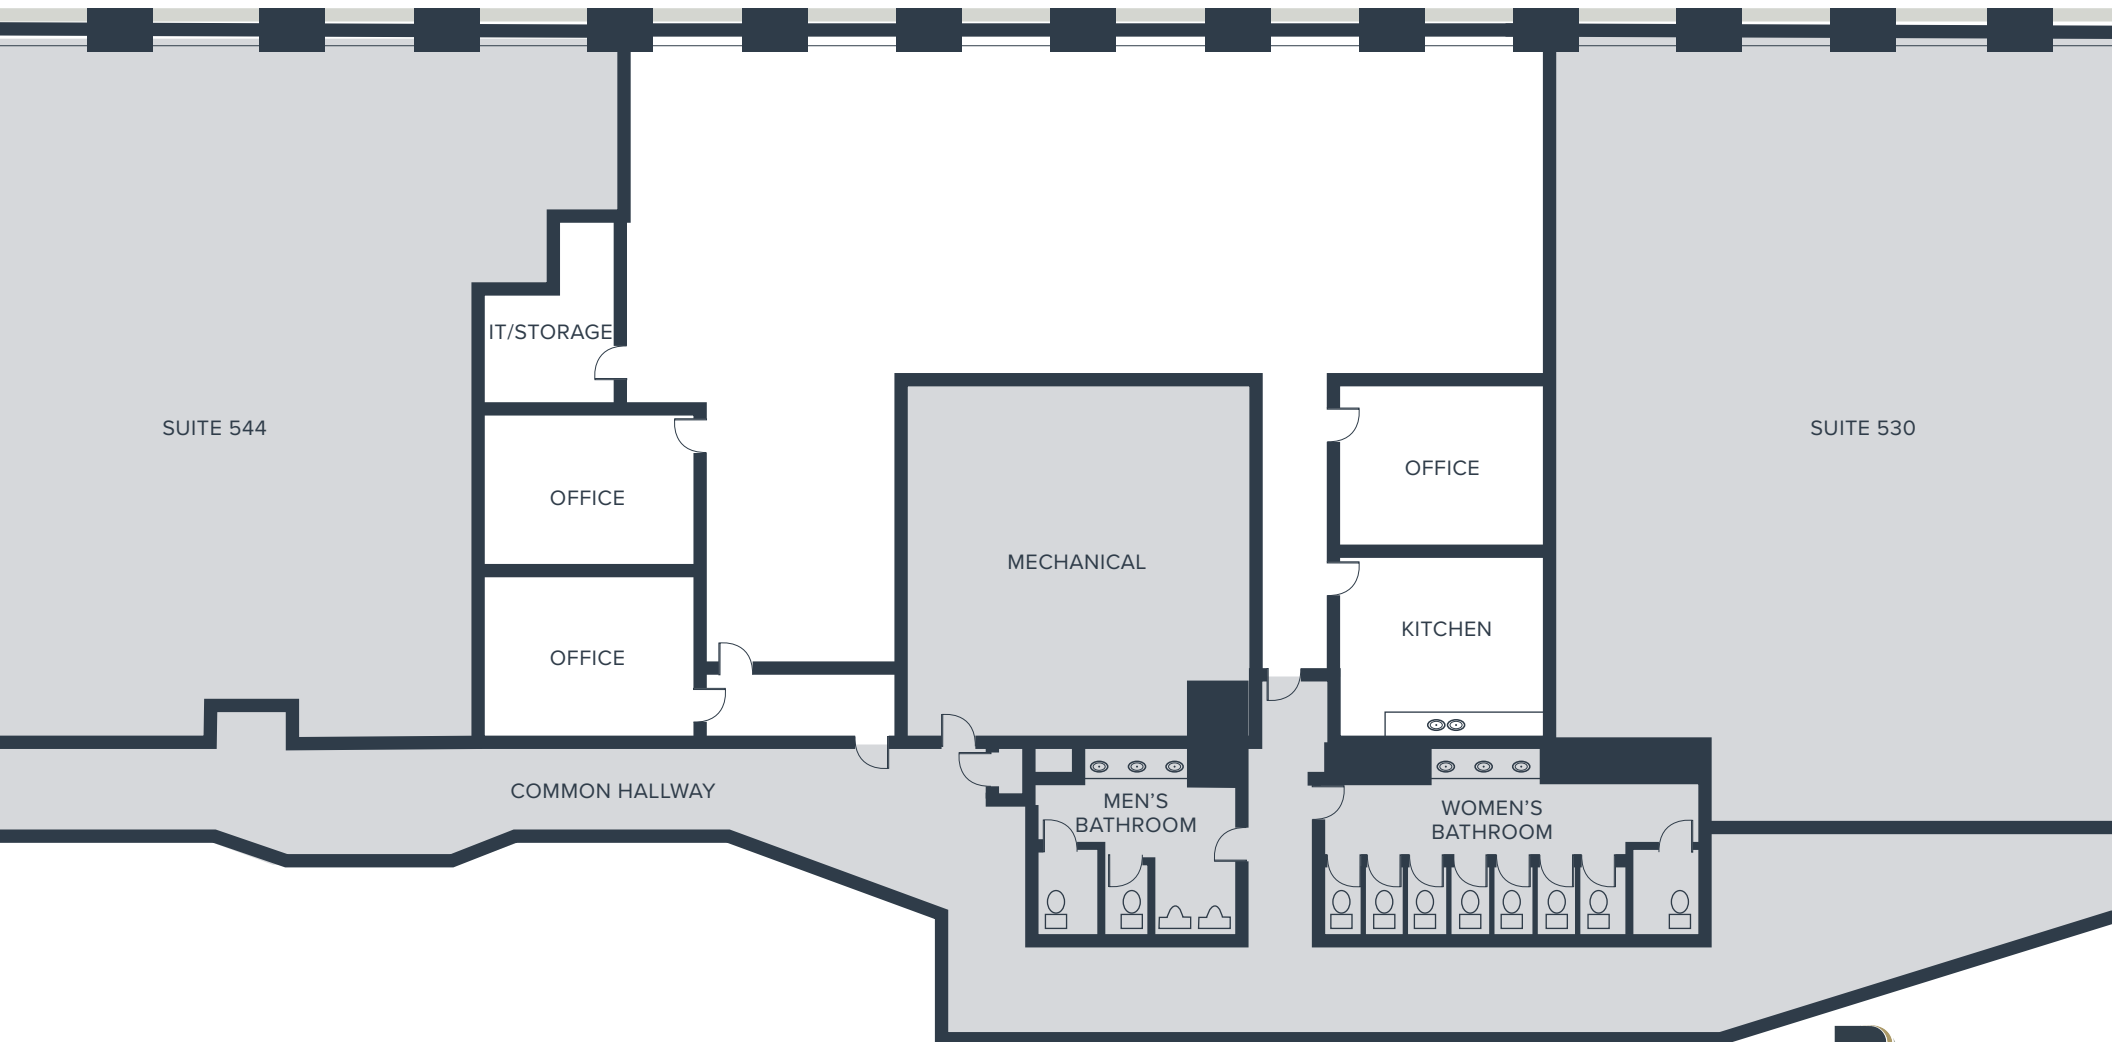 IT/STORAGE
SUITE 544
SUITE 530
OFFICE
OFFICE
MECHANICAL
KITCHEN
OFFICE
COMMON HALLWAY
MEN’S
BATHROOM
WOMEN’S
BATHROOM